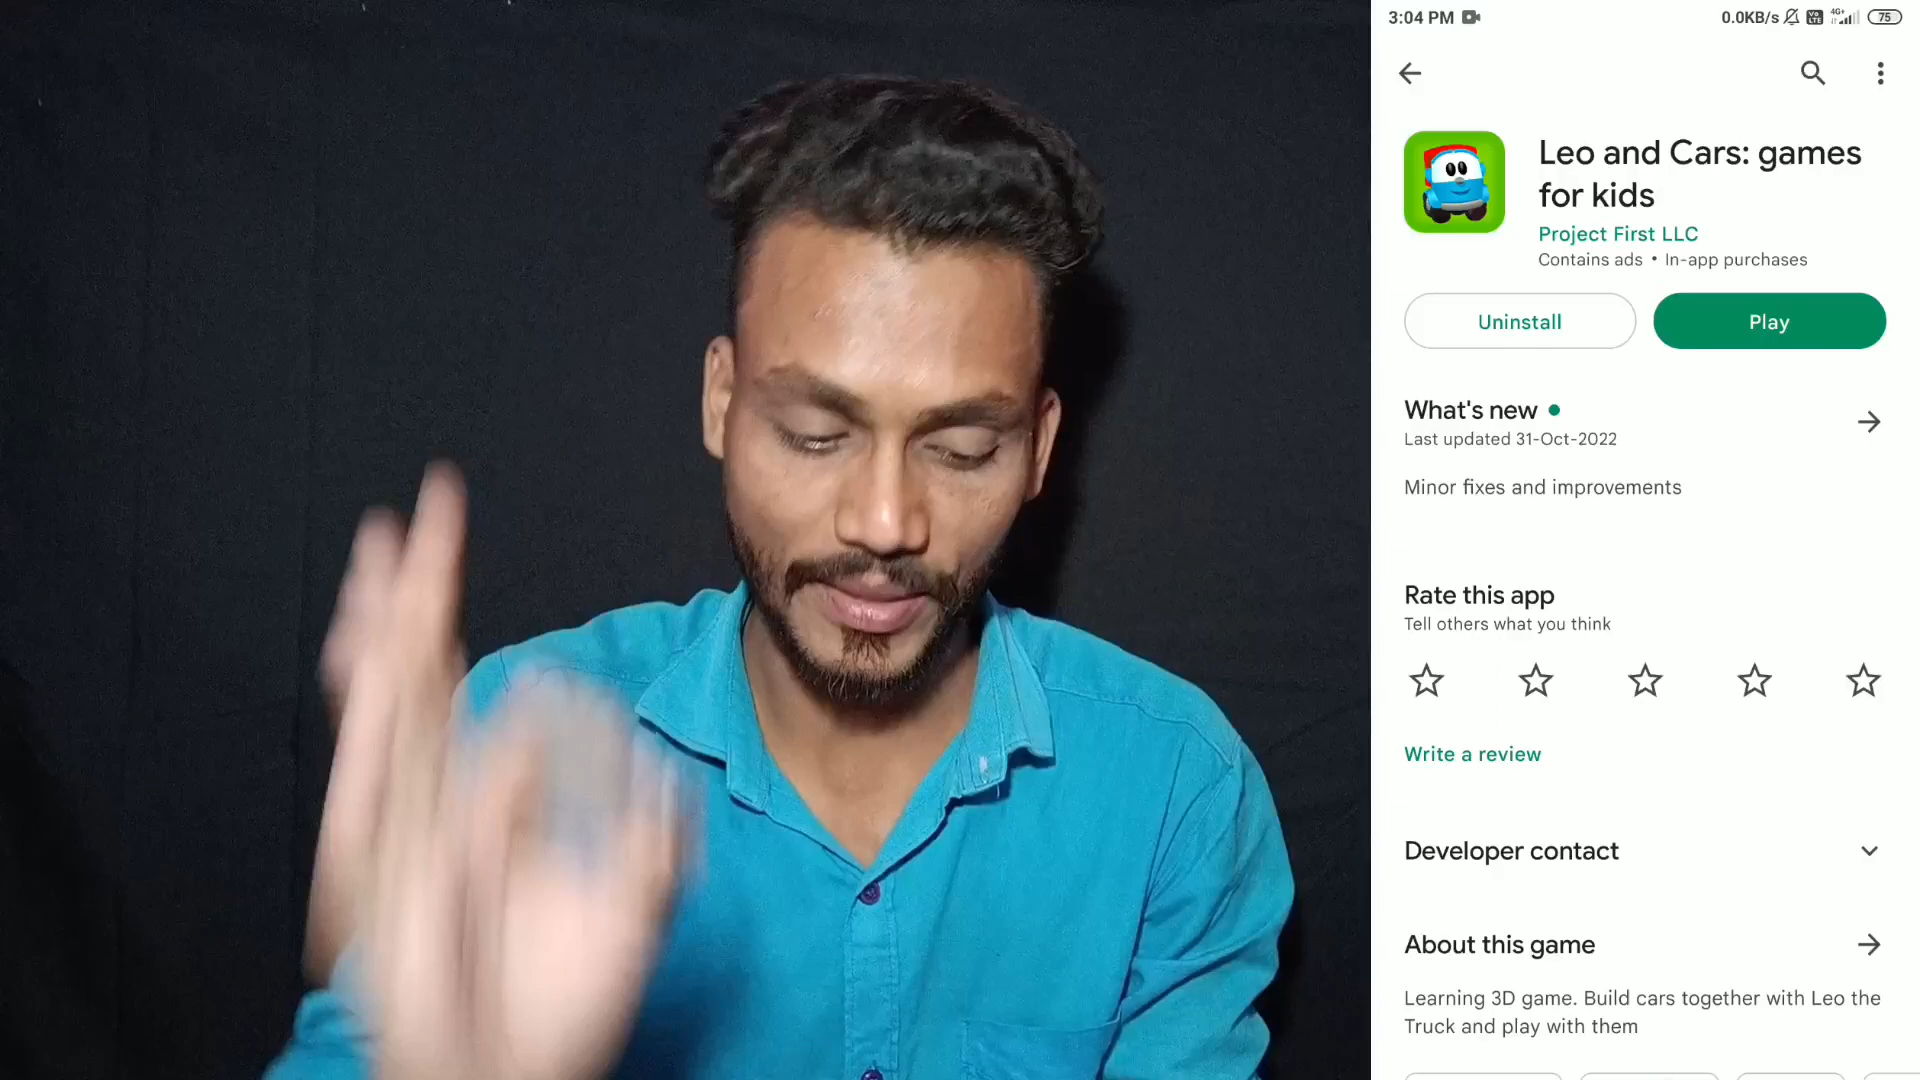 3:04 PM
0.0KB/s 4G+ 75
Leo and Cars: games
for kids
Project First LLC
Contains ads • In-app purchases
Uninstall
Play
What's new
Last updated 31-Oct-2022
Minor fixes and improvements
Rate this app
Tell others what you think
Write a review
Developer contact
About this game
Learning 3D game. Build cars together with Leo the
Truck and play with them